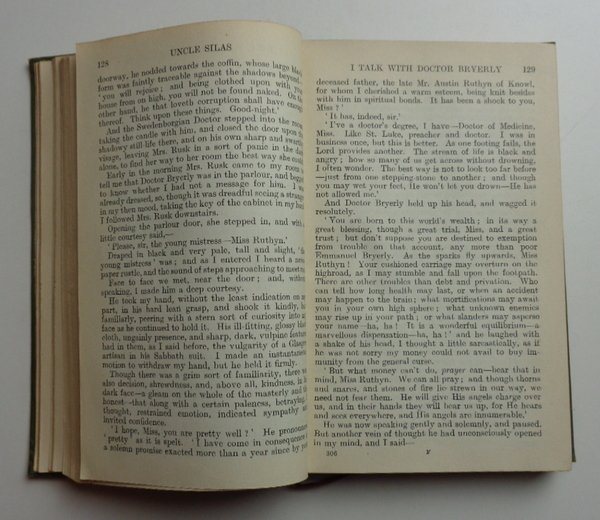 128 UNCLE SILAS
doorway, he nodded towards the coffin, whose large black
form was faintly traceable against the shadows beyond—
' you will rejoice ; and being clothed upon with your
house from on high, you will not be found naked. On the
other hand, he that loveth corruption shall have enough
thereof. Think upon these things. Good-night.'
And the Swedenborgian Doctor stepped into the room,
taking the candle with him, and closed the door upon the
shadowy still-life there, and on his own sharp and swarthy
visage, leaving Mrs. Rusk in a sort of panic in the dark
alone, to find her way to her room the best way she could.
Early in the morning Mrs. Rusk came to my room to
tell me that Doctor Bryerly was in the parlour, and begged
to know whether I had not a message for him. I was
already dressed, so, though it was dreadful seeing a stranger
in my then mood, taking the key of the cabinet in my hand,
I followed Mrs. Rusk downstairs.
Opening the parlour door, she stepped in, and with a
little courtesy said,—
' Please, sir, the young mistress—Miss Ruthyn.'
Draped in black and very pale, tall and slight, ' the
young mistress ' was ; and as I entered I heard a newspaper
paper rustle, and the sound of steps approaching to meet me.
Face to face we met, near the door ; and, without
speaking, I made him a deep courtesy.
He took my hand, without the least indication on my
part, in his hard lean grasp, and shook it kindly, but
familiarly, peering with a stern sort of curiosity into my
face as he continued to hold it. His ill-fitting, glossy black
cloth, ungainly presence, and sharp, dark, vulpine features
had in them, as I said before, the vulgarity of a Glasgow
artisan in his Sabbath suit. I made an instantaneous
motion to withdraw my hand, but he held it firmly.
Though there was a grim sort of familiarity, there was
also decision, shrewdness, and, above all, kindness, in his
dark face—a gleam on the whole of the masterly and the
honest—that along with a certain paleness, betraying,
thought, restrained emotion, indicated sympathy and
invited confidence.
' I hope, Miss, you are pretty well ? ' He pronounced
' pretty ' as it is spelt. ' I have come in consequence of
a solemn promise exacted more than a year since by your
I TALK WITH DOCTOR BRYERLY 129
deceased father, the late Mr. Austin Ruthyn of Knowl,
for whom I cherished a warm esteem, being knit besides
with him in spiritual bonds. It has been a shock to you,
Miss ? '
' It has, indeed, sir.'
' I've a doctor's degree, I have—Doctor of Medicine,
Miss. Like St. Luke, preacher and doctor. I was in
business once, but this is better. As one footing fails, the
Lord provides another. The stream of life is black and
angry ; how so many of us get across without drowning,
I often wonder. The best way is not to look too far before
—just from one stepping-stone to another ; and though
you may wet your feet, He won't let you drown—He has
not allowed me.'
And Doctor Bryerly held up his head, and wagged it
resolutely.
' You are born to this world's wealth ; in its way a
great blessing, though a great trial, Miss, and a great
trust ; but don't suppose you are destined to exemption
from trouble on that account, any more than poor
Emmanuel Bryerly. As the sparks fly upwards, Miss
Ruthyn ! Your cushioned carriage may overturn on the
highroad, as I may stumble and fall upon the footpath.
There are other troubles than debt and privation. Who
can tell how long health may last, or when an accident
may happen to the brain ; what mortifications may await
you in your own high sphere ; what unknown enemies
may rise up in your path ; or what slanders may asperse
your name—ha, ha ! It is a wonderful equilibrium—a
marvellous dispensation—ha, ha ! ' and he laughed with
a shake of his head, I thought a little sarcastically, as if
he was not sorry my money could not avail to buy im-
munity from the general curse.
' But what money can't do, prayer can—bear that in
mind, Miss Ruthyn. We can all pray ; and though thorns
and snares, and stones of fire lie strewn in our way, we
need not fear them. He will give His angels charge over
us, and in their hands they will bear us up, for He hears
and sees everywhere, and His angels are innumerable.'
He was now speaking gently and solemnly, and paused.
But another vein of thought he had unconsciously opened
in my mind, and I said—
306 F